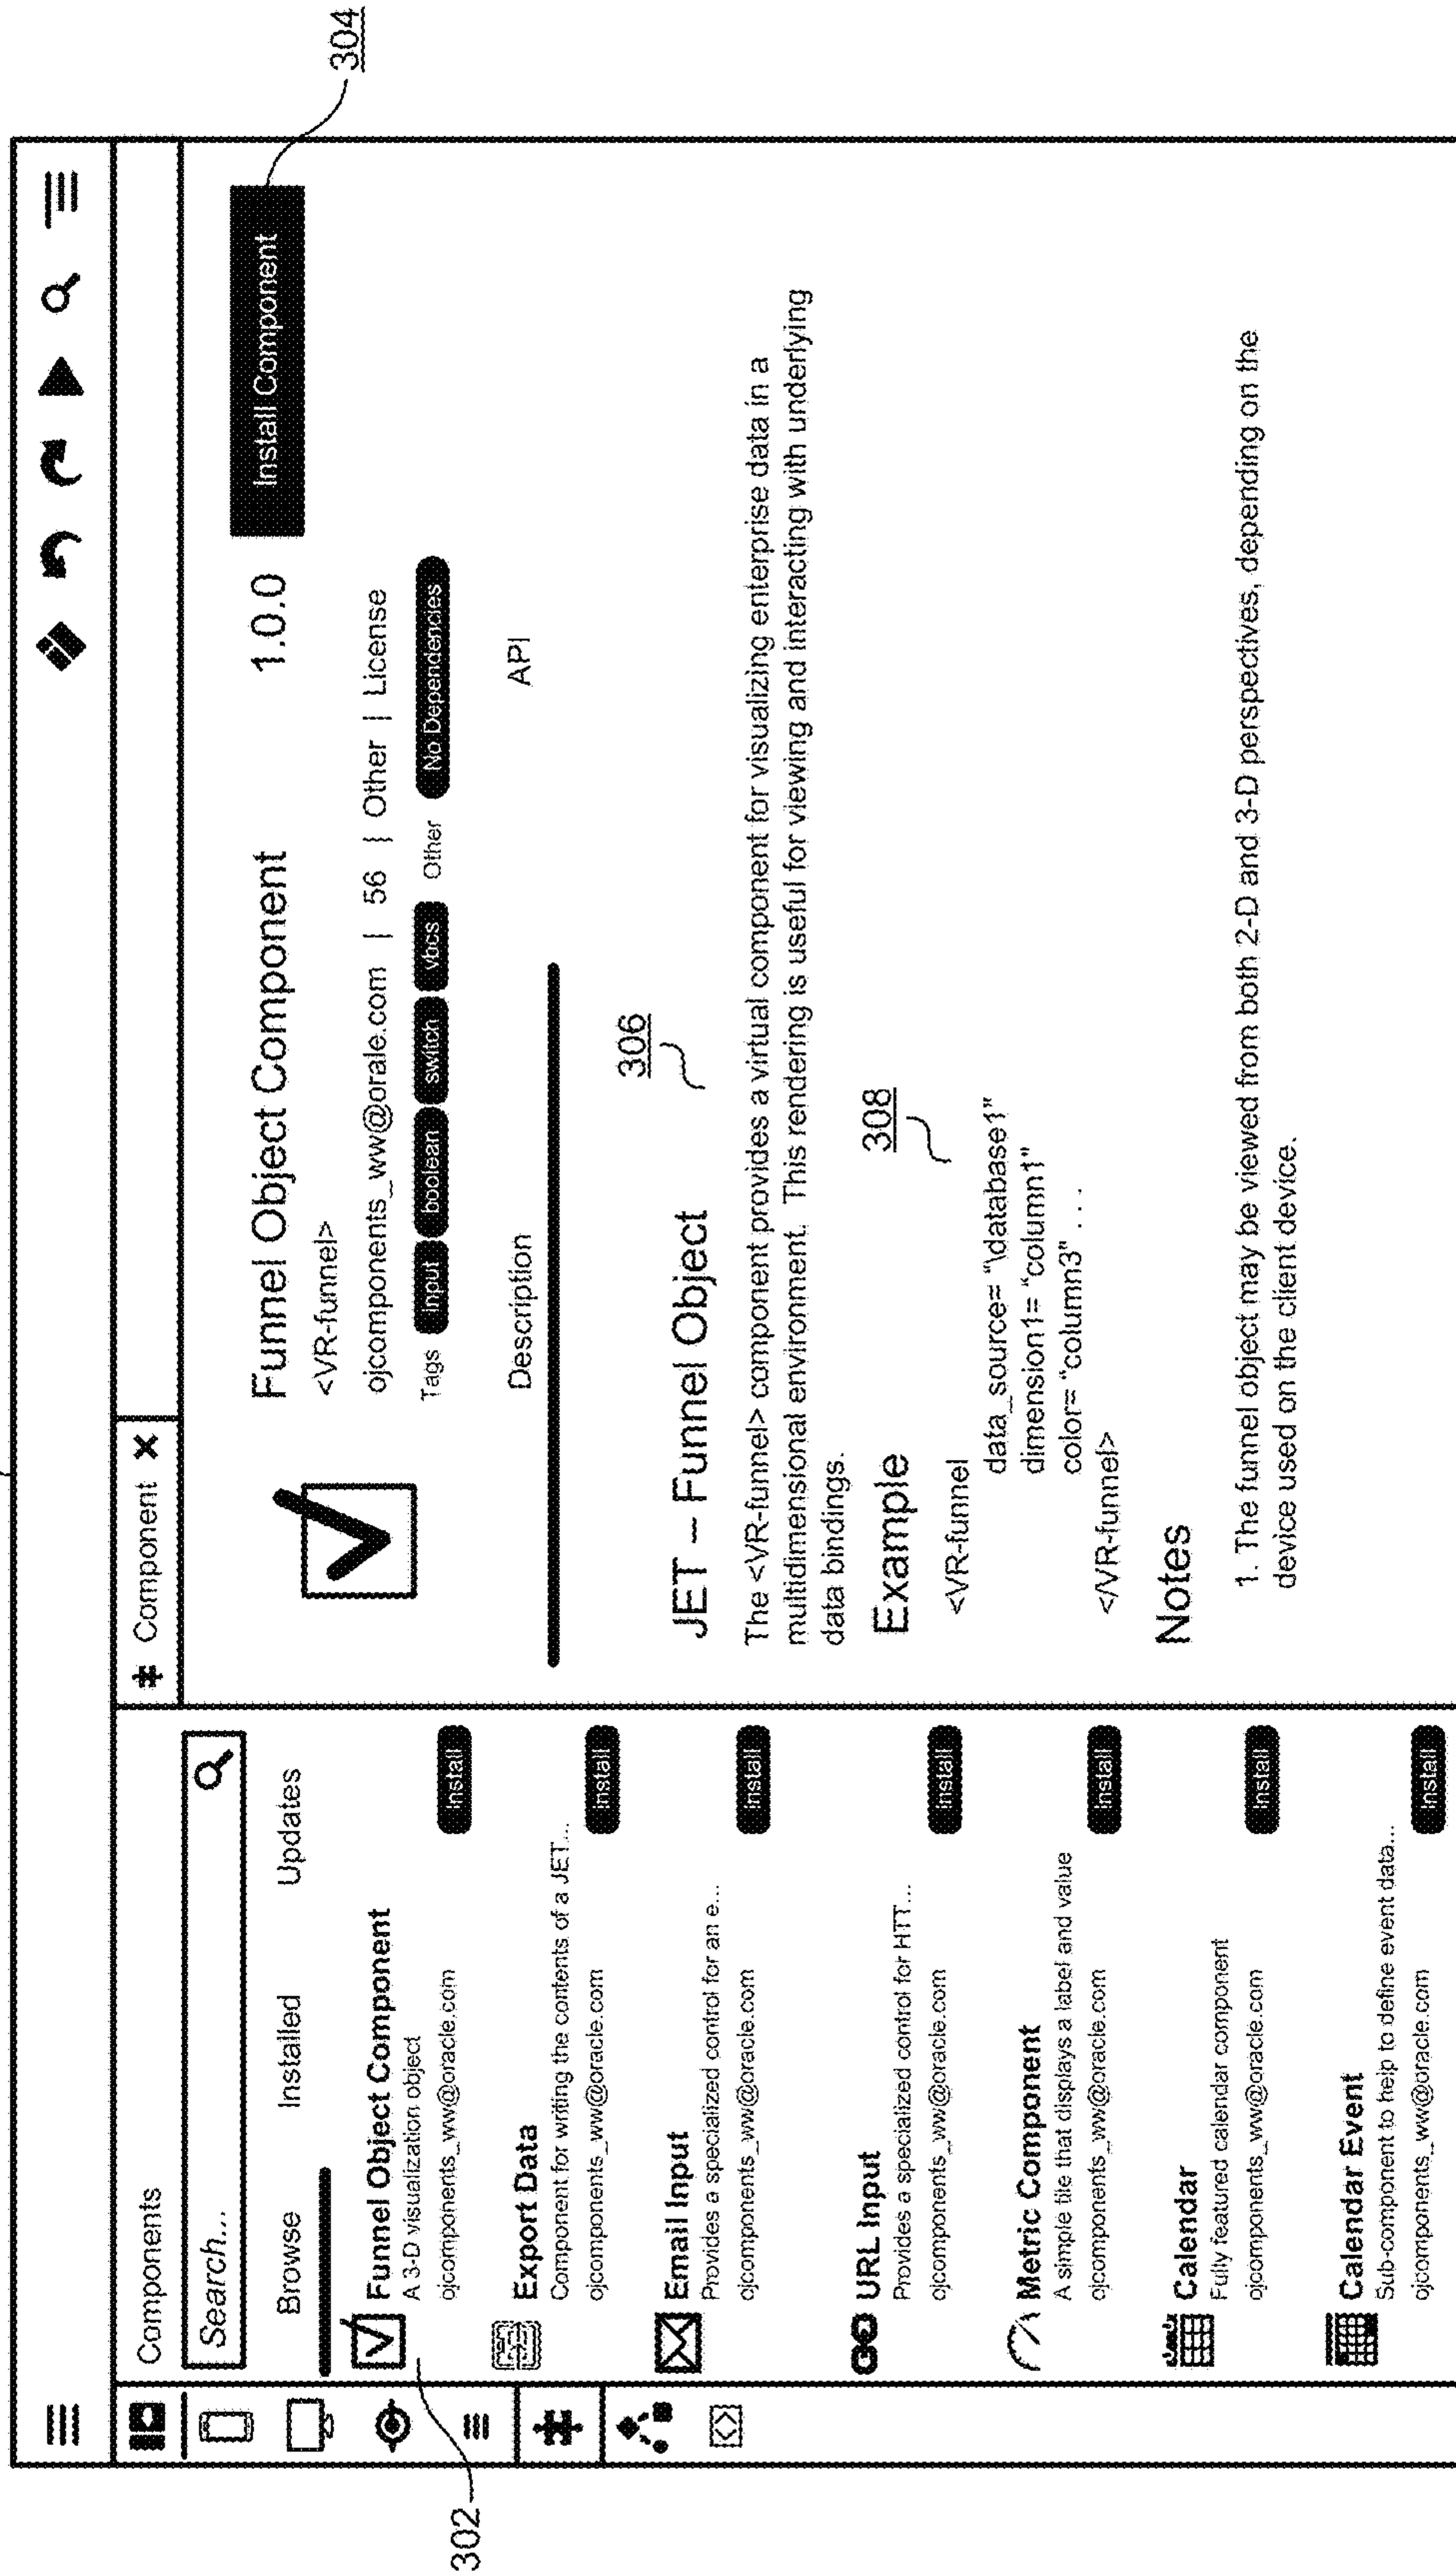 Components
Search...
Browse Installed Updates
Funnel Object Component
A 3-D visualization object
ojcomponents_ww@oracle.com
Install
Export Data
Component for writing the contents of a JET...
ojcomponents_ww@oracle.com
Install
Email Input
Provides a specialized control for an e...
ojcomponents_ww@oracle.com
Install
URL Input
Provides a specialized control for HTT...
ojcomponents_ww@oracle.com
Install
Metric Component
A simple tile that displays a label and value
ojcomponents_ww@oracle.com
Install
Calendar
Fully featured calendar component
ojcomponents_ww@oracle.com
Install
Calendar Event
Sub-component to help to define event data...
ojcomponents_ww@oracle.com
Install
302
Component X
Funnel Object Component 1.0.0
Install Component
304
<VR-funnel>
ojcomponents_ww@orale.com | 56 | Other | License
Tags input boolean switch vbcs Other No Dependencies
Description API
306
JET – Funnel Object
The <VR-funnel> component provides a virtual component for visualizing enterprise data in a
multidimensional environment. This rendering is useful for viewing and interacting with underlying
data bindings.
Example
308
<VR-funnel
data_source= "\database1"
dimension1= "column1"
color= "column3" . . .
</VR-funnel>
Notes
1. The funnel object may be viewed from both 2-D and 3-D perspectives, depending on the
device used on the client device.